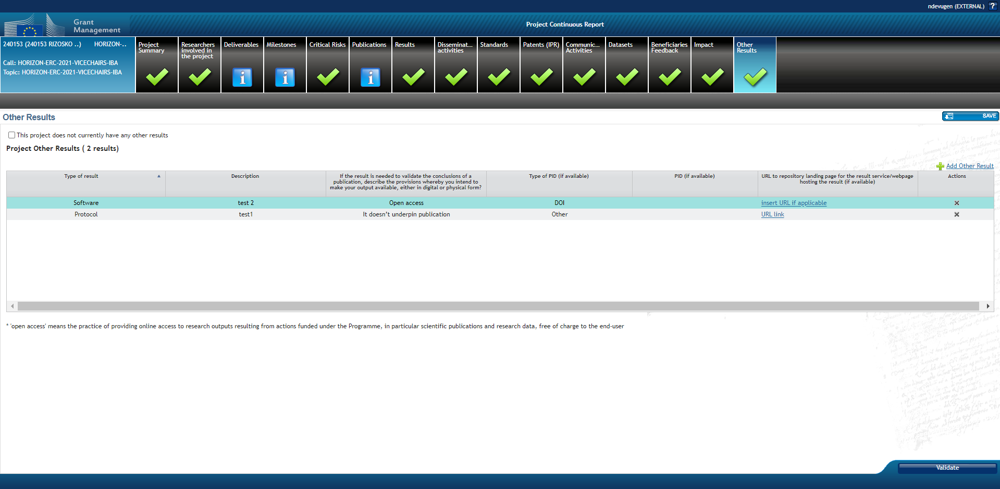 ndevugen (EXTERNAL) ?
Grant
Management
Project Continuous Report
240153 (240153 RIZOSKO ..) HORIZON-..
Call: HORIZON-ERC-2021-VICECHAIRS-IBA
Topic: HORIZON-ERC-2021-VICECHAIRS-IBA
Project
Summary
Researchers
involved in
the project
Deliverables
Milestones
Critical Risks
Publications
Results
Disseminat...
activities
Standards
Patents (IPR)
Communic...
Activities
Datasets
Beneficiaries
Feedback
Impact
Other
Results
Other Results
SAVE
This project does not currently have any other results
Project Other Results ( 2 results)
Add Other Result
Type of result
Description
If the result is needed to validate the conclusions of a
publication, describe the provisions whereby you intend to
make your output available, either in digital or physical form?
Type of PID (if available)
PID (if available)
URL to repository landing page for the result service/webpage
hosting the result (if available)
Actions
Software test 2 Open access DOI insert URL if applicable
Protocol test1 It doesn't underpin publication Other URL link
* 'open access' means the practice of providing online access to research outputs resulting from actions funded under the Programme, in particular scientific publications and research data, free of charge to the end-user
Validate